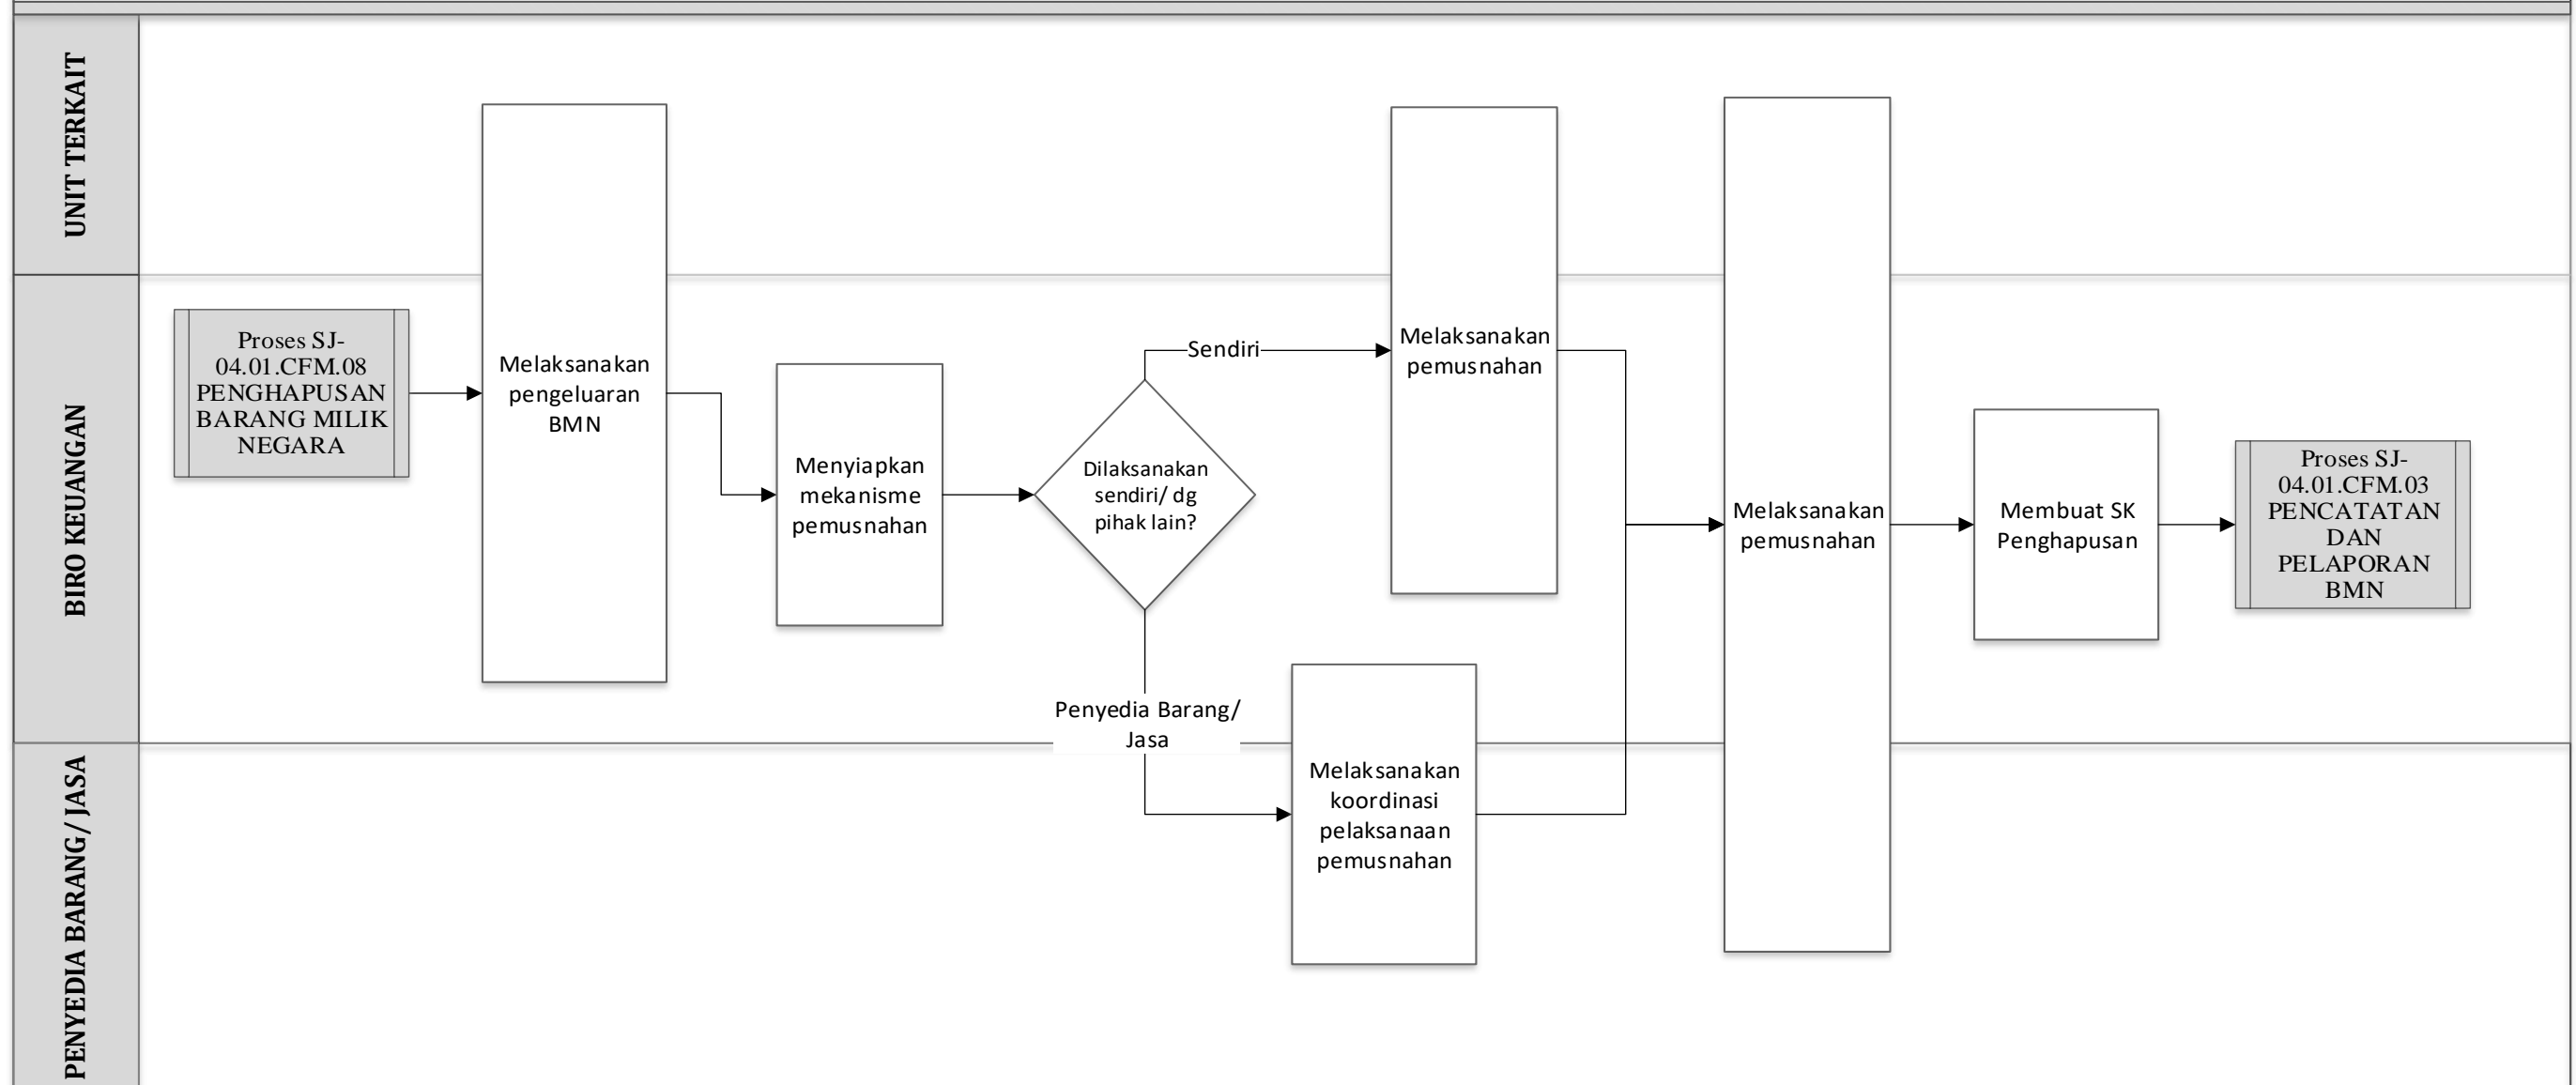 UNIT TERKAIT
BIRO KEUANGAN
PENYEDIA BARANG/ JASA
Proses SJ-
04.01.CFM.08
PENGHAPUSAN
BARANG MILIK
NEGARA
Melaksanakan
pengeluaran
BMN
Menyiapkan
mekanisme
pemusnahan
Dilaksanakan
sendiri/ dg
pihak lain?
Sendiri
Penyedia Barang/
Jasa
Melaksanakan
pemusnahan
Melaksanakan
koordinasi
pelaksanaan
pemusnahan
Melaksanakan
pemusnahan
Membuat SK
Penghapusan
Proses SJ-
04.01.CFM.03
PENCATATAN
DAN
PELAPORAN
BMN